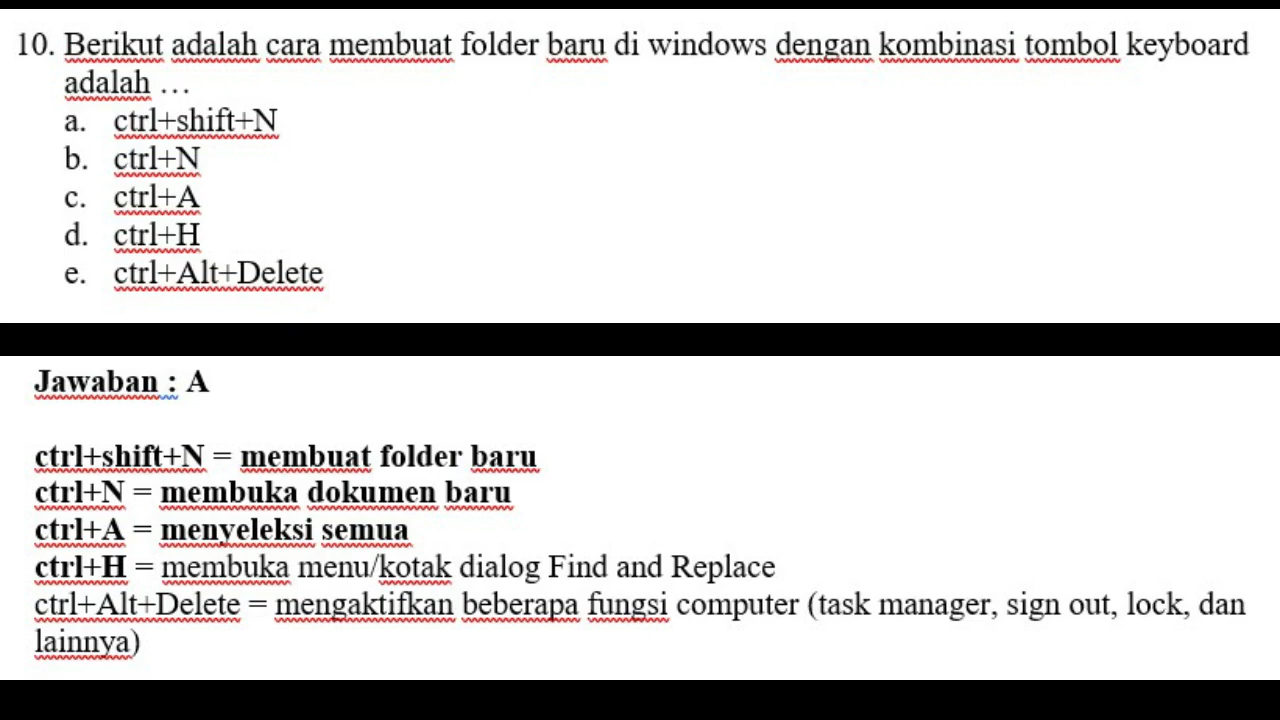 10. Berikut adalah cara membuat folder baru di windows dengan kombinasi tombol keyboard
adalah …
a. ctrl+shift+N
b. ctrl+N
c. ctrl+A
d. ctrl+H
e. ctrl+Alt+Delete
Jawaban : A
ctrl+shift+N = membuat folder baru
ctrl+N = membuka dokumen baru
ctrl+A = menyeleksi semua
ctrl+H = membuka menu/kotak dialog Find and Replace
ctrl+Alt+Delete = mengaktifkan beberapa fungsi computer (task manager, sign out, lock, dan
lainnya)